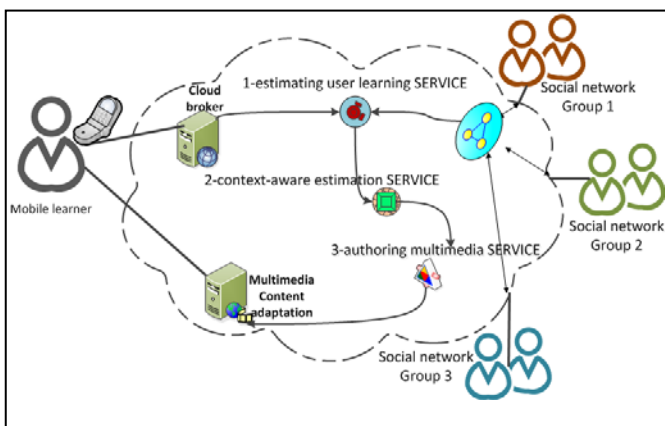 Cloud
broker
1-estimating user learning SERVICE
Social network
Group 1
Mobile learner
2-context-aware estimation SERVICE
Social network
Group 2
3-authoring multimedia SERVICE
Multimedia
Content
adaptation
Social network
Group 3